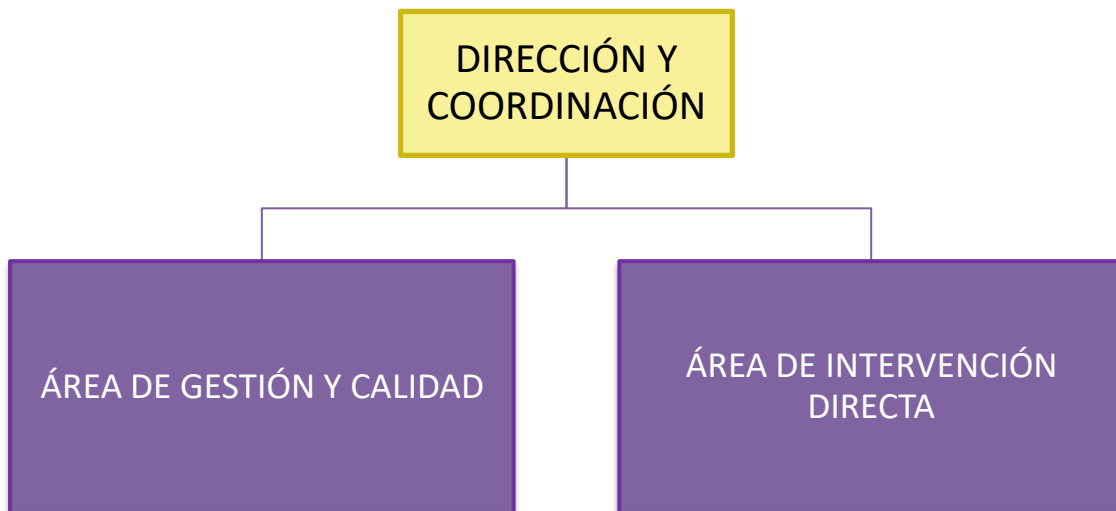 DIRECCIÓN Y
COORDINACIÓN
ÁREA DE GESTIÓN Y CALIDAD
ÁREA DE INTERVENCIÓN
DIRECTA